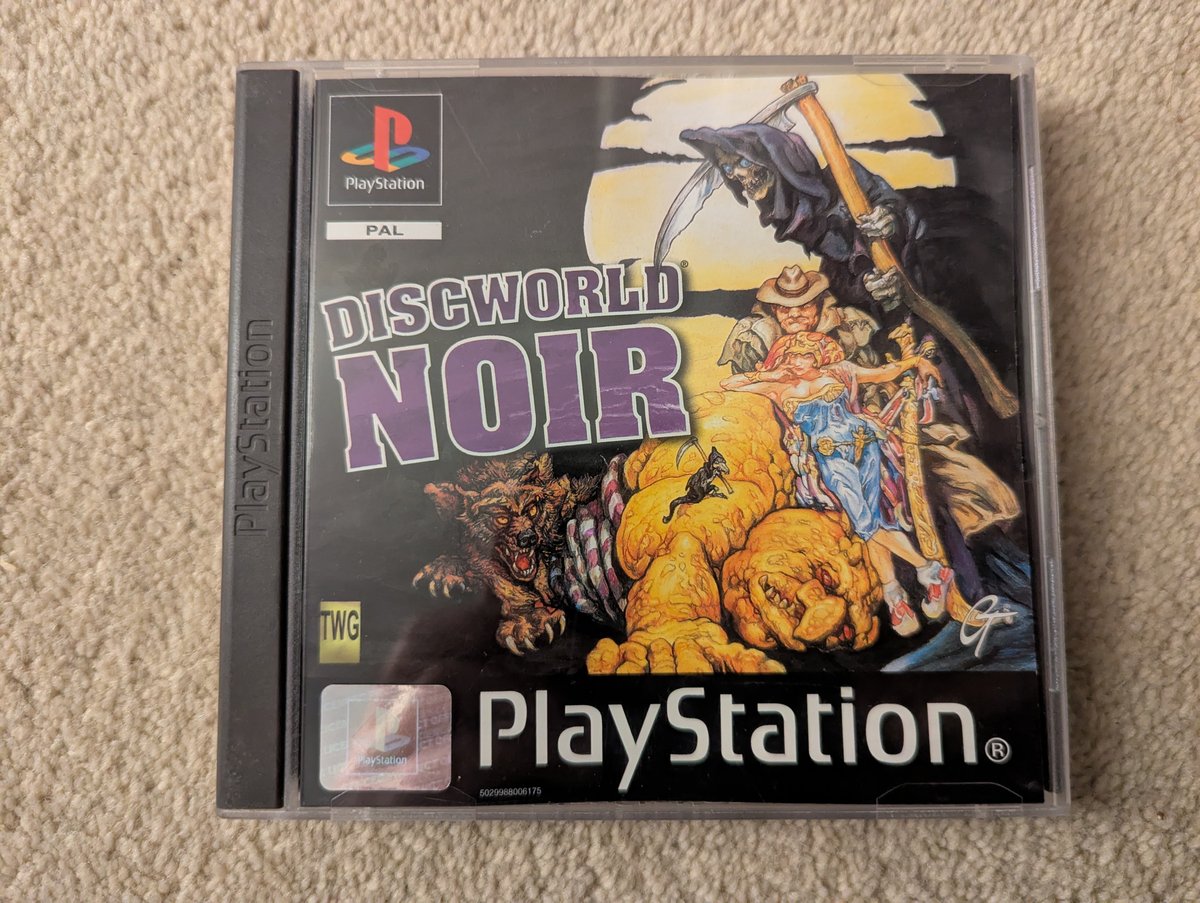 PlayStation
PlayStation
PAL
DISCWORLD®
NOIR
TWG
PlayStation
PlayStation®
5029988006175